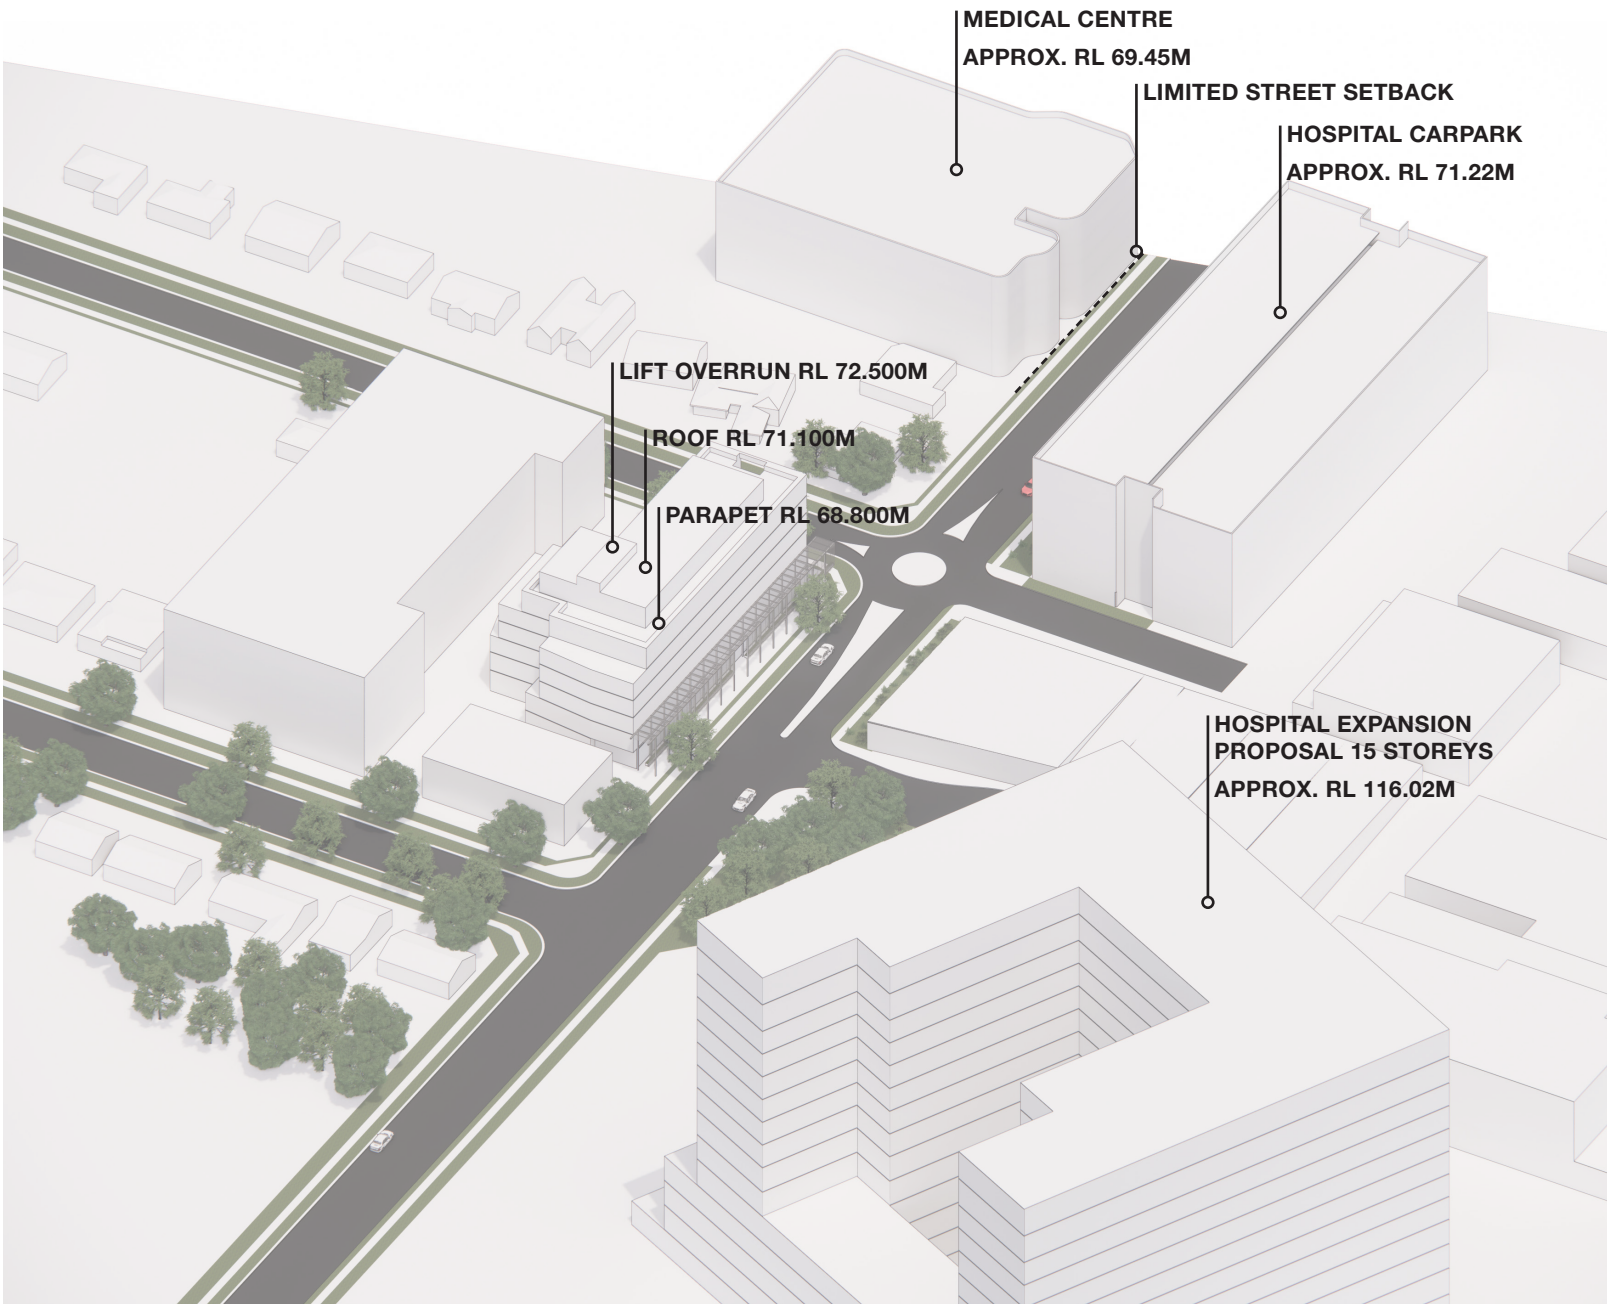 MEDICAL CENTRE
APPROX. RL 69.45M
LIMITED STREET SETBACK
HOSPITAL CARPARK
APPROX. RL 71.22M
LIFT OVERRUN RL 72.500M
ROOF RL 71.100M
PARAPET RL 68.800M
HOSPITAL EXPANSION
PROPOSAL 15 STOREYS
APPROX. RL 116.02M